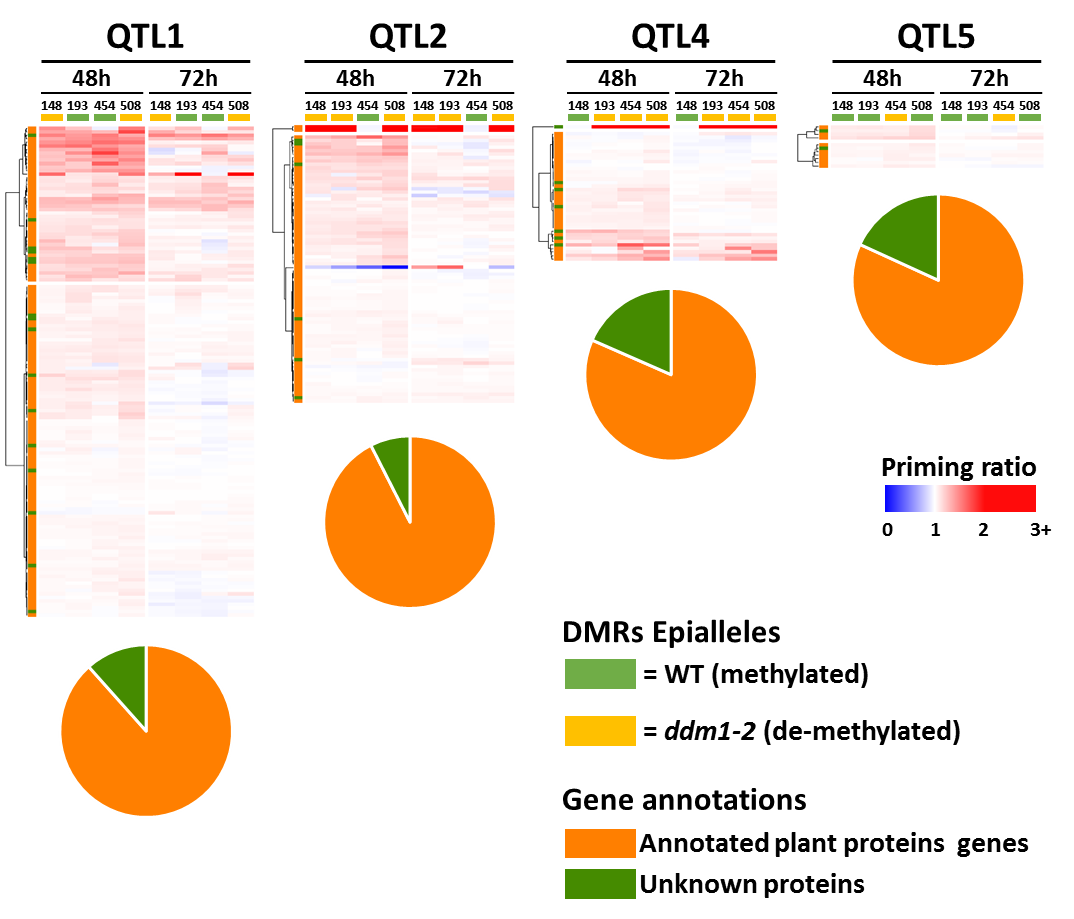 QTL1 QTL2 QTL4 QTL5
48h 72h 48h 72h 48h 72h 48h 72h
148 193 454 508 148 193 454 508 148 193 454 508 148 193 454 508 148 193 454 508 148 193 454 508 148 193 454 508 148 193 454 508
Priming ratio
0 1 2 3+
DMRs Epialleles
= WT (methylated)
= ddm1-2 (de-methylated)
Gene annotations
Annotated plant proteins genes
Unknown proteins